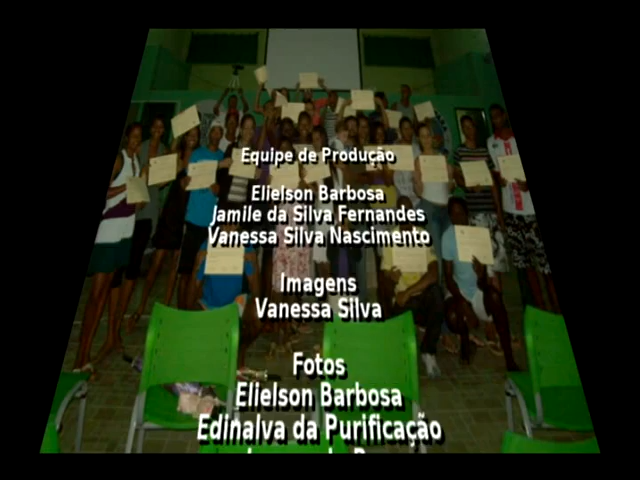 Equipe de Produção
Elielson Barbosa
Jamile da Silva Fernandes
Vanessa Silva Nascimento
Imagens
Vanessa Silva
Fotos
Elielson Barbosa
Edinalva da Purificação